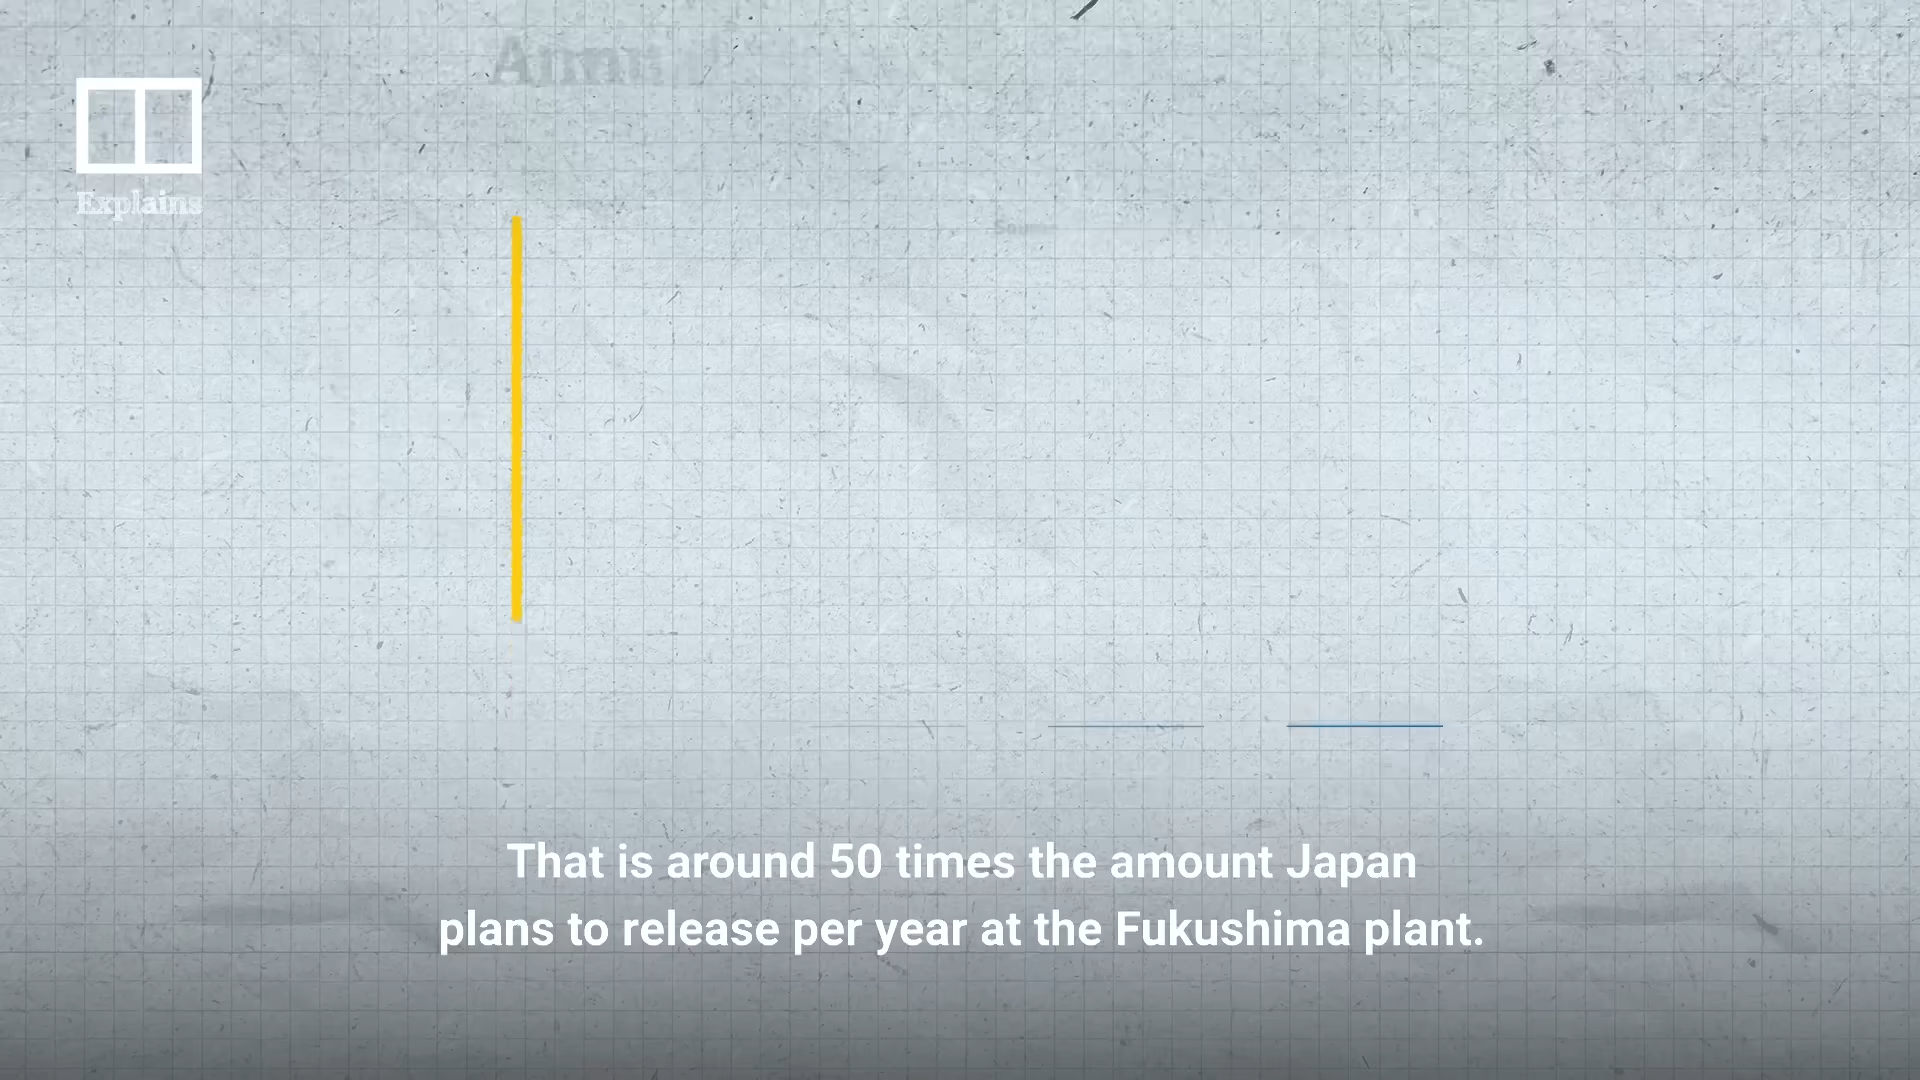 Explains
That is around 50 times the amount Japan
plans to release per year at the Fukushima plant.